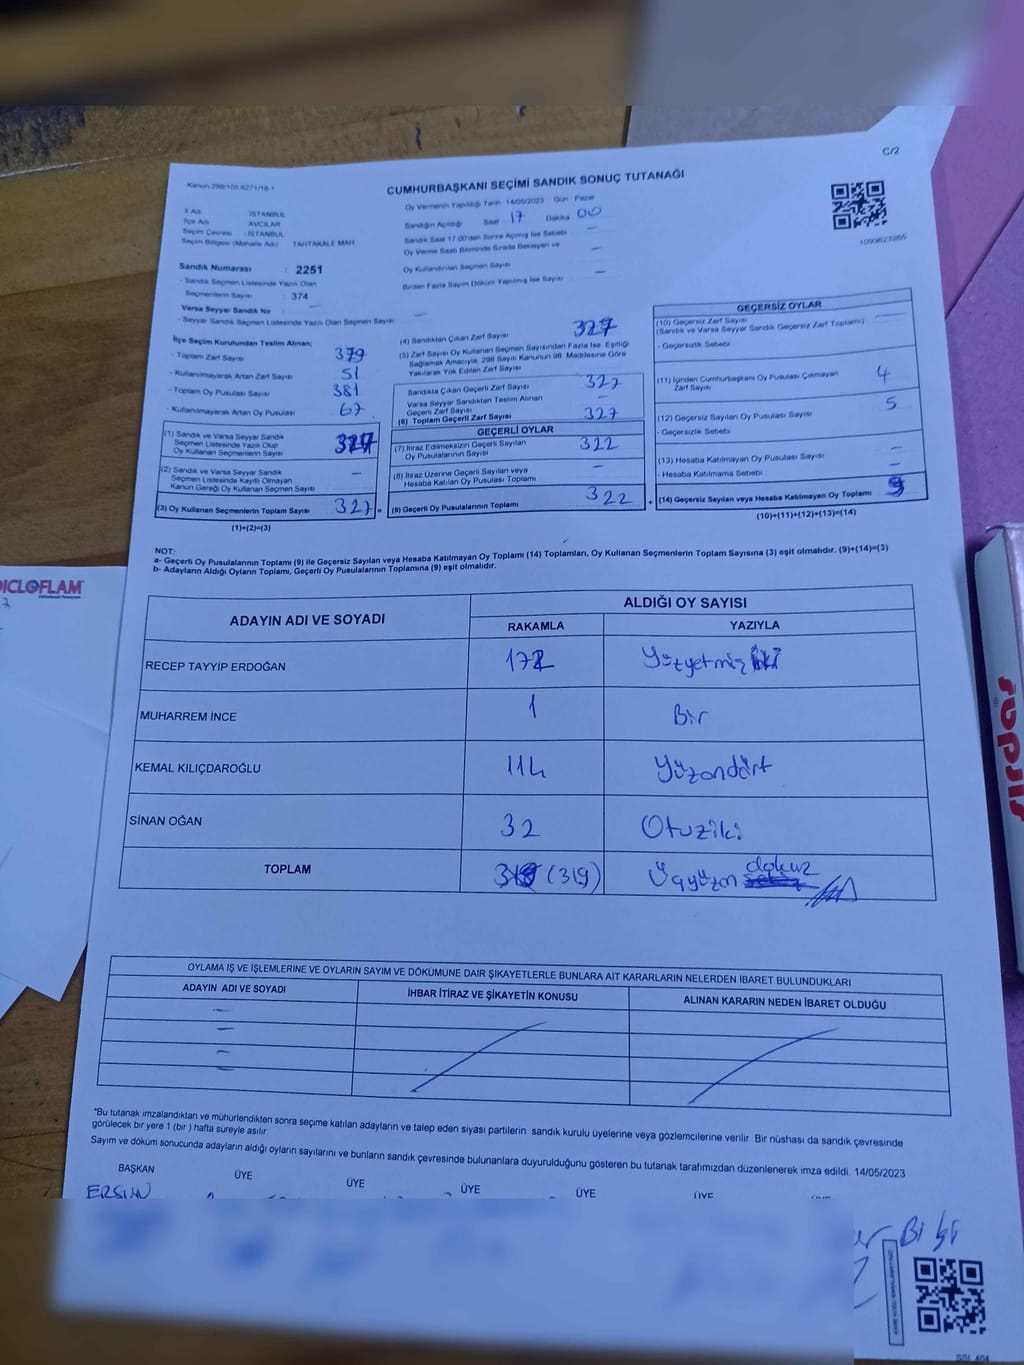 C/2
Kanun:298/105,6271/18-1
CUMHURBAŞKANI SEÇİMİ SANDIK SONUÇ TUTANAĞI
İl Adı : İSTANBUL
İlçe Adı : AVCILAR
Seçim Çevresi : İSTANBUL
Seçim Bölgesi (Mahalle Adı) : TAHTAKALE MAH.
Oy Vermenin Yapıldığı Tarih 14/05/2023 Gün Pazar
Sandığın Açıldığı Saat 17 Dakika 00
Sandık Saat 17:00'den Sonra Açılmış İse Sebebi
Oy Verme Saati Bitiminde Sırada Bekleyen ve
Oy Kullandırılan Seçmen Sayısı
Birden Fazla Sayım Döküm Yapılmış İse Sayısı
1099623265
Sandık Numarası : 2251
- Sandık Seçmen Listesinde Yazılı Olan
Seçmenlerin Sayısı : 374
Varsa Seyyar Sandık No
- Seyyar Sandık Seçmen Listesinde Yazılı Olan Seçmen Sayısı
İlçe Seçim Kurulundan Teslim Alınan;
- Toplam Zarf Sayısı 379
- Kullanılmayarak Artan Zarf Sayısı 51
- Toplam Oy Pusulası Sayısı 381
- Kullanılmayarak Artan Oy Pusulası 67
(1) Sandık ve Varsa Seyyar Sandık
Seçmen Listesinde Yazılı Olup
Oy Kullanan Seçmenlerin Sayısı 327
(2) Sandık ve Varsa Seyyar Sandık
Seçmen Listesinde Kayıtlı Olmayan
Kanun Gereği Oy Kullanan Seçmen Sayısı —
(3) Oy Kullanan Seçmenlerin Toplam Sayısı 327 =
(1)+(2)=(3)
(4) Sandıktan Çıkan Zarf Sayısı 327
(5) Zarf Sayısı Oy Kullanan Seçmen Sayısından Fazla İse, Eşitliği
Sağlamak Amacıyla, 298 Sayılı Kanunun 98. Maddesine Göre
Yakılarak Yok Edilen Zarf Sayısı
Sandıkta Çıkan Geçerli Zarf Sayısı 327
Varsa Seyyar Sandıktan Teslim Alınan
Geçerli Zarf Sayısı —
(6) Toplam Geçerli Zarf Sayısı 327
GEÇERLİ OYLAR
(7) İtiraz Edilmeksizin Geçerli Sayılan
Oy Pusulalarının Sayısı 322
(8) İtiraz Üzerine Geçerli Sayılan veya
Hesaba Katılan Oy Pusulası Toplamı —
(9) Geçerli Oy Pusulalarının Toplamı 322 +
GEÇERSİZ OYLAR
(10) Geçersiz Zarf Sayısı
(Sandık ve Varsa Seyyar Sandık Geçersiz Zarf Toplamı)
- Geçersizlik Sebebi
(11) İçinden Cumhurbaşkanı Oy Pusulası Çıkmayan
Zarf Sayısı 4
(12) Geçersiz Sayılan Oy Pusulası Sayısı 5
- Geçersizlik Sebebi
(13) Hesaba Katılmayan Oy Pusulası Sayısı —
- Hesaba Katılmama Sebebi —
(14) Geçersiz Sayılan veya Hesaba Katılmayan Oy Toplamı 9
(10)+(11)+(12)+(13)=(14)
NOT:
a- Geçerli Oy Pusulalarının Toplamı (9) ile Geçersiz Sayılan veya Hesaba Katılmayan Oy Toplamı (14) Toplamları, Oy Kullanan Seçmenlerin Toplam Sayısına (3) eşit olmalıdır. (9)+(14)=(3)
b- Adayların Aldığı Oyların Toplamı, Geçerli Oy Pusulalarının Toplamına (9) eşit olmalıdır.
ADAYIN ADI VE SOYADI
ALDIĞI OY SAYISI
RAKAMLA YAZIYLA
RECEP TAYYİP ERDOĞAN 172 Yüzyetmiş iki
MUHARREM İNCE 1 Bir
KEMAL KILIÇDAROĞLU 114 Yüzondört
SİNAN OĞAN 32 Otuziki
TOPLAM (319) Üçyüzon dokuz
OYLAMA İŞ VE İŞLEMLERİNE VE OYLARIN SAYIM VE DÖKÜMÜNE DAİR ŞİKAYETLERLE BUNLARA AİT KARARLARIN NELERDEN İBARET BULUNDUKLARI
ADAYIN ADI VE SOYADI İHBAR İTİRAZ VE ŞİKAYETİN KONUSU ALINAN KARARIN NEDEN İBARET OLDUĞU
*Bu tutanak imzalandıktan ve mühürlendikten sonra seçime katılan adayların ve talep eden siyasi partilerin sandık kurulu üyelerine veya gözlemcilerine verilir. Bir nüshası da sandık çevresinde
görülecek bir yere 1 (bir ) hafta süreyle asılır.
Sayım ve döküm sonucunda adayların aldığı oyların sayılarını ve bunların sandık çevresinde bulunanlara duyurulduğunu gösteren bu tutanak tarafımızdan düzenlenerek imza edildi. 14/05/2023
BAŞKAN ÜYE ÜYE ÜYE ÜYE ÜYE
ERSİN
DICLOFLAM